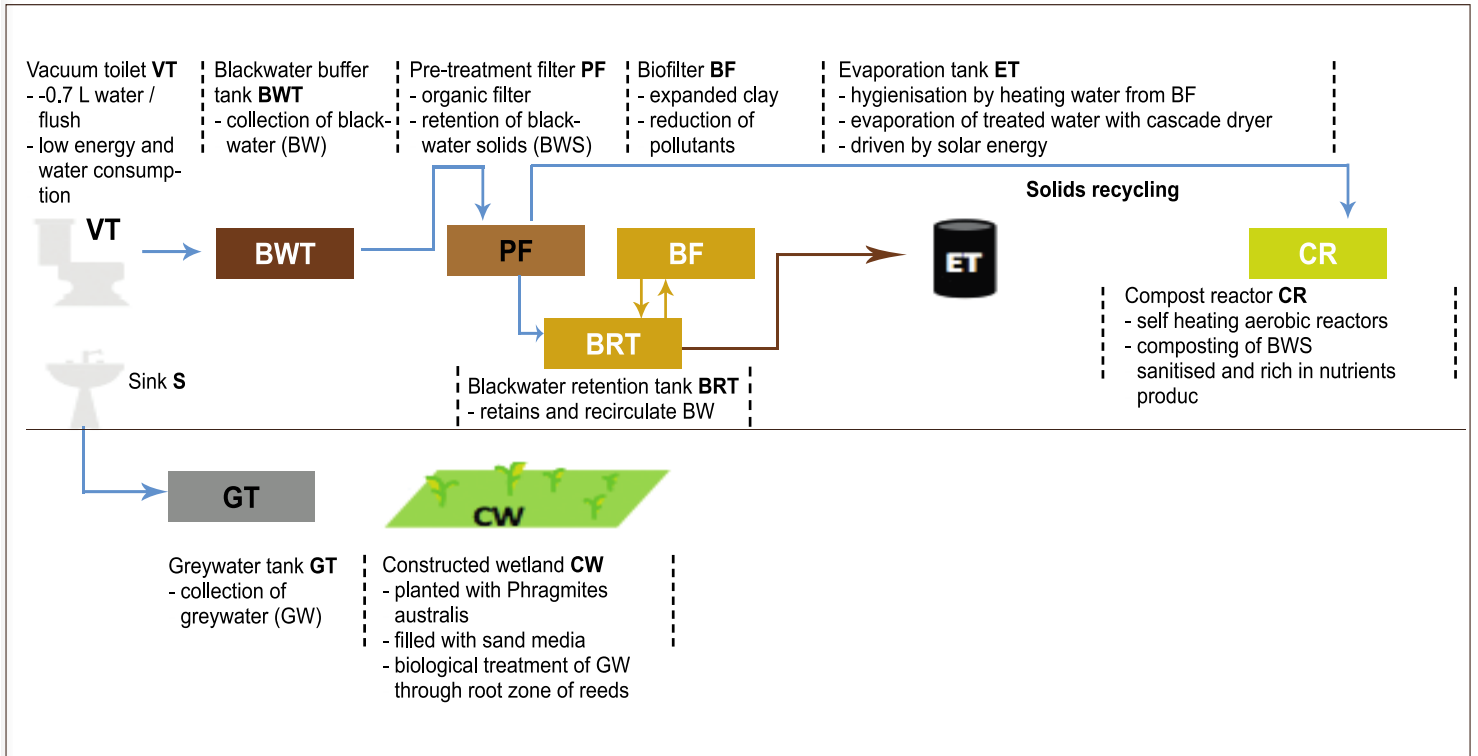 Vacuum toilet VT
- -0.7 L water /
flush
- low energy and
water consump-
tion
Blackwater buffer
tank BWT
- collection of black-
water (BW)
Pre-treatment filter PF
- organic filter
- retention of black-
water solids (BWS)
Biofilter BF
- expanded clay
- reduction of
pollutants
Evaporation tank ET
- hygienisation by heating water from BF
- evaporation of treated water with cascade dryer
- driven by solar energy
Solids recycling
VT
BWT
PF
BF
ET
CR
BRT
Compost reactor CR
- self heating aerobic reactors
- composting of BWS
sanitised and rich in nutrients
produc
Sink S
Blackwater retention tank BRT
- retains and recirculate BW
GT
CW
Greywater tank GT
- collection of
greywater (GW)
Constructed wetland CW
- planted with Phragmites
australis
- filled with sand media
- biological treatment of GW
through root zone of reeds